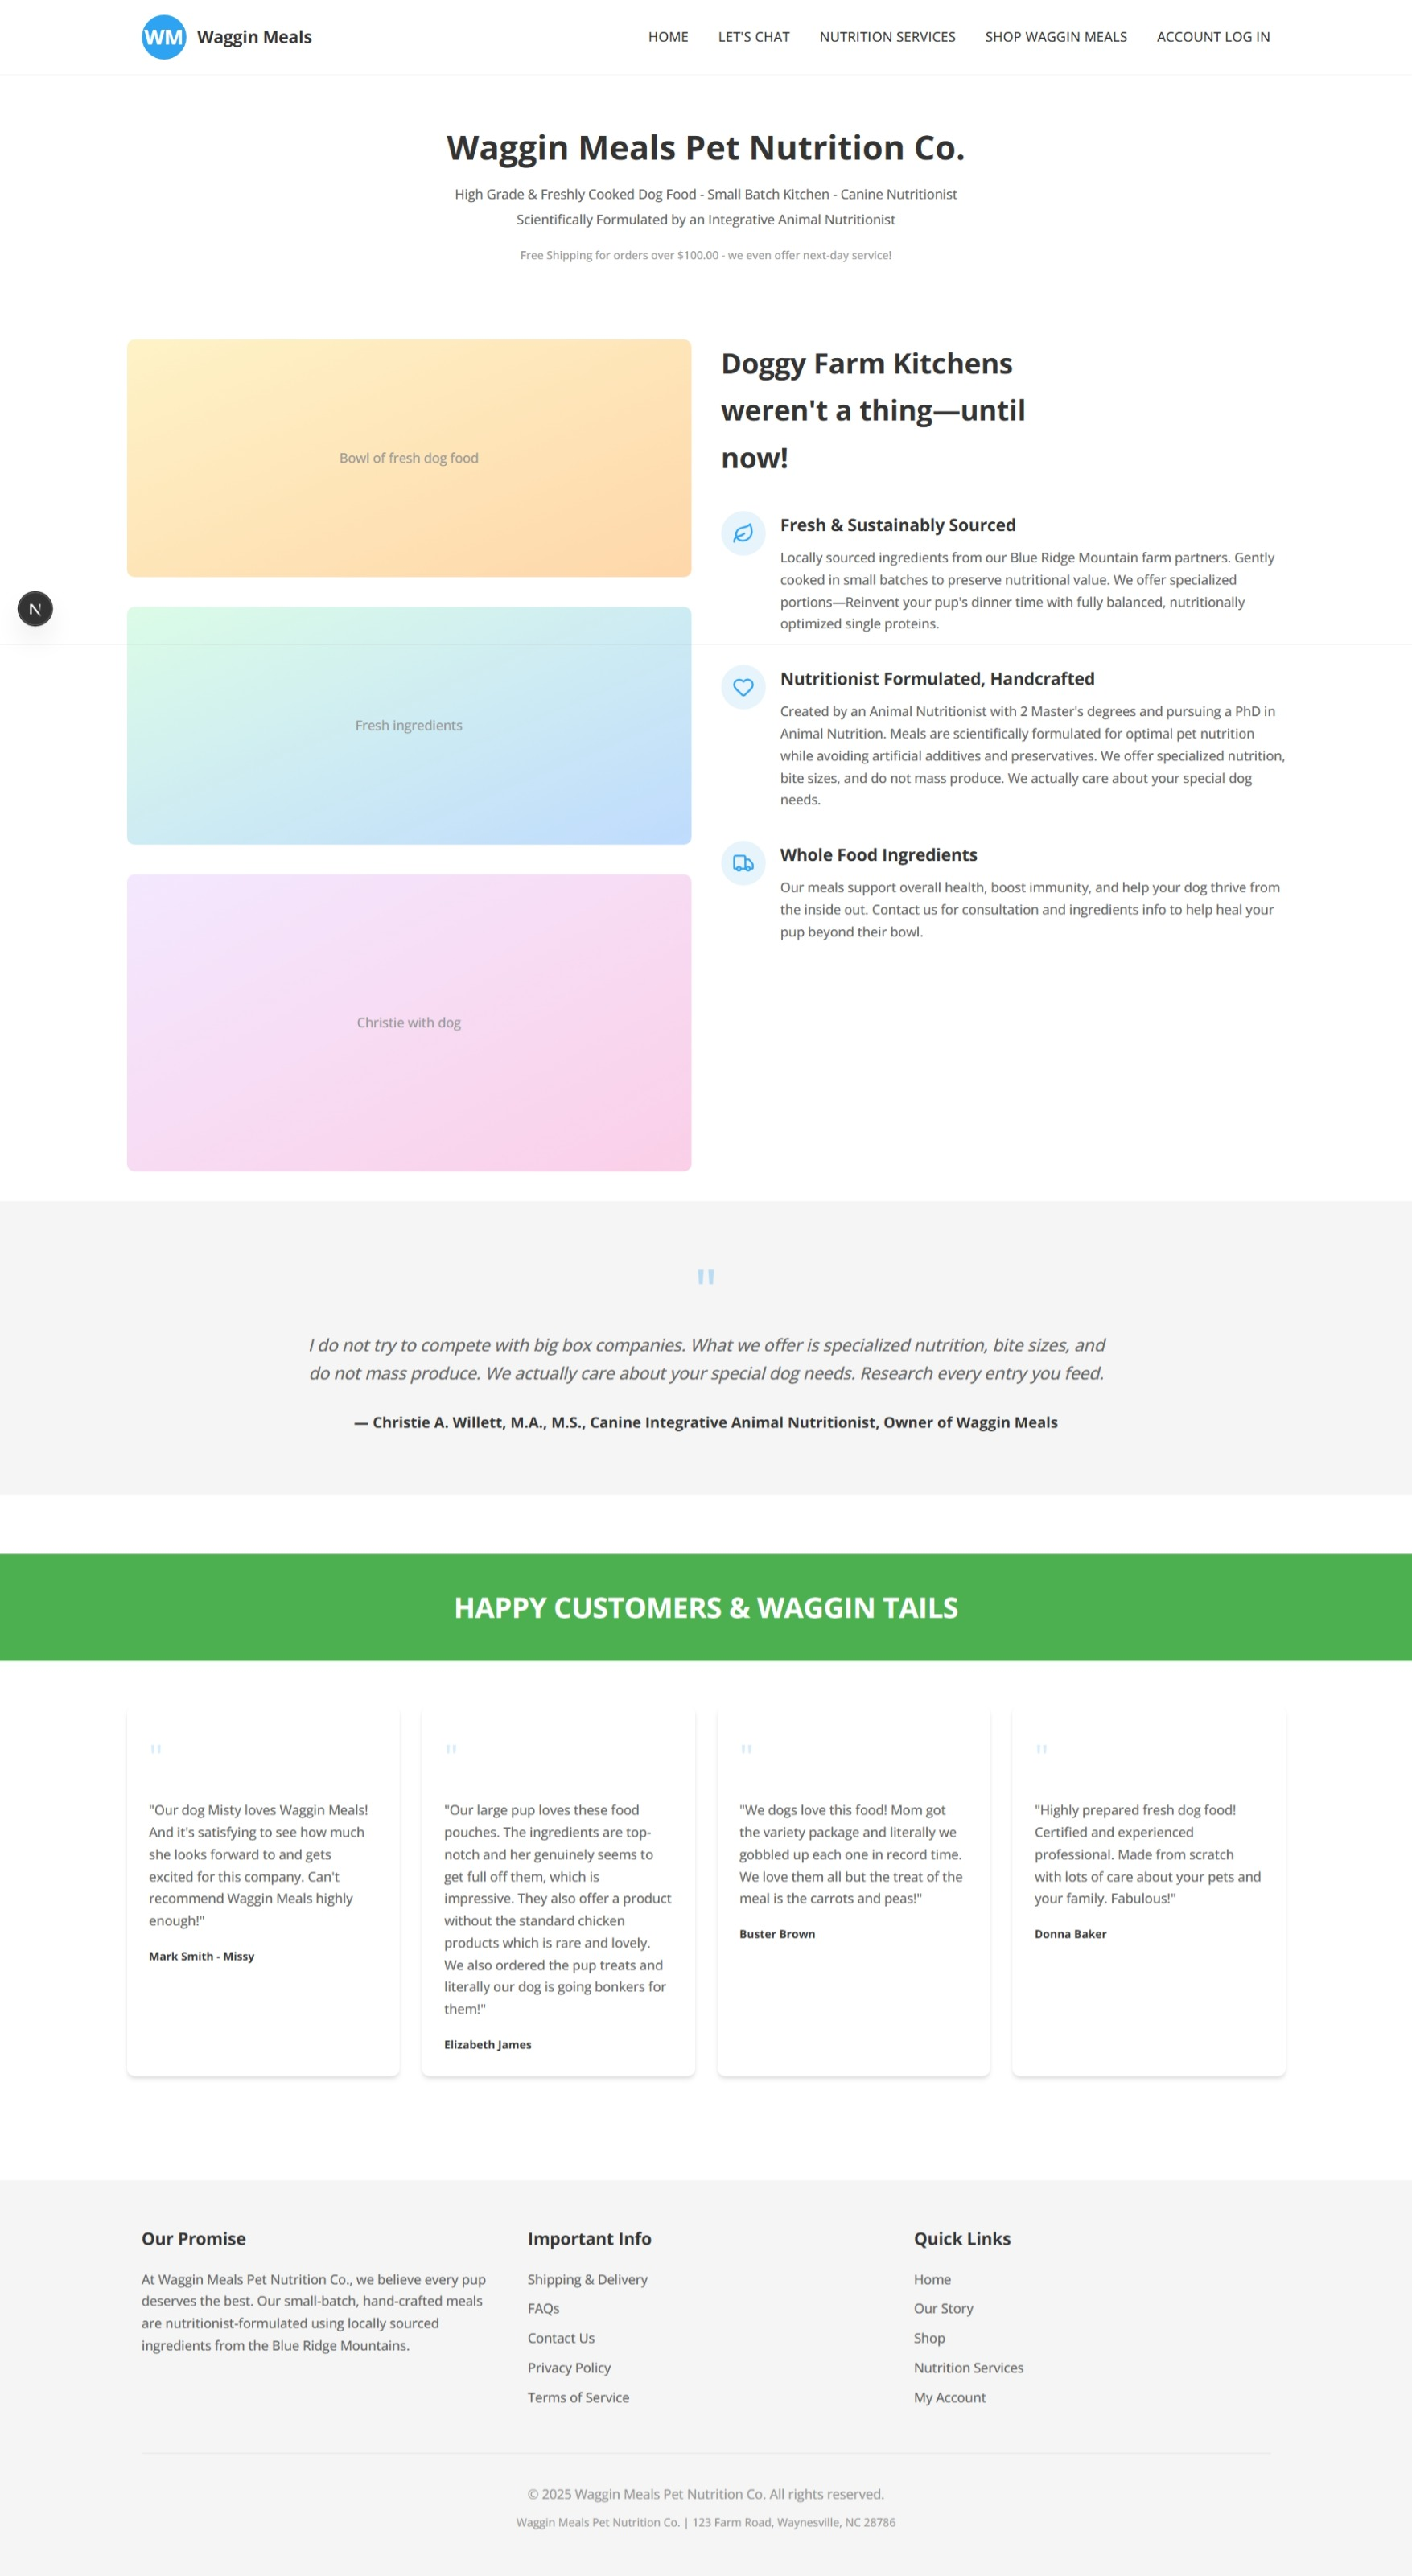 WM Waggin Meals
HOME LET'S CHAT NUTRITION SERVICES SHOP WAGGIN MEALS ACCOUNT LOG IN
Waggin Meals Pet Nutrition Co.
High Grade & Freshly Cooked Dog Food - Small Batch Kitchen - Canine Nutritionist
Scientifically Formulated by an Integrative Animal Nutritionist
Free Shipping for orders over $100.00 - we even offer next-day service!
Bowl of fresh dog food
Fresh ingredients
Christie with dog
N
Doggy Farm Kitchens
weren't a thing—until
now!
Fresh & Sustainably Sourced
Locally sourced ingredients from our Blue Ridge Mountain farm partners. Gently
cooked in small batches to preserve nutritional value. We offer specialized
portions—Reinvent your pup's dinner time with fully balanced, nutritionally
optimized single proteins.
Nutritionist Formulated, Handcrafted
Created by an Animal Nutritionist with 2 Master's degrees and pursuing a PhD in
Animal Nutrition. Meals are scientifically formulated for optimal pet nutrition
while avoiding artificial additives and preservatives. We offer specialized nutrition,
bite sizes, and do not mass produce. We actually care about your special dog
needs.
Whole Food Ingredients
Our meals support overall health, boost immunity, and help your dog thrive from
the inside out. Contact us for consultation and ingredients info to help heal your
pup beyond their bowl.
"
I do not try to compete with big box companies. What we offer is specialized nutrition, bite sizes, and
do not mass produce. We actually care about your special dog needs. Research every entry you feed.
— Christie A. Willett, M.A., M.S., Canine Integrative Animal Nutritionist, Owner of Waggin Meals
HAPPY CUSTOMERS & WAGGIN TAILS
"
"Our dog Misty loves Waggin Meals!
And it's satisfying to see how much
she looks forward to and gets
excited for this company. Can't
recommend Waggin Meals highly
enough!"
Mark Smith - Missy
"
"Our large pup loves these food
pouches. The ingredients are top-
notch and her genuinely seems to
get full off them, which is
impressive. They also offer a product
without the standard chicken
products which is rare and lovely.
We also ordered the pup treats and
literally our dog is going bonkers for
them!"
Elizabeth James
"
"We dogs love this food! Mom got
the variety package and literally we
gobbled up each one in record time.
We love them all but the treat of the
meal is the carrots and peas!"
Buster Brown
"
"Highly prepared fresh dog food!
Certified and experienced
professional. Made from scratch
with lots of care about your pets and
your family. Fabulous!"
Donna Baker
Our Promise
At Waggin Meals Pet Nutrition Co., we believe every pup
deserves the best. Our small-batch, hand-crafted meals
are nutritionist-formulated using locally sourced
ingredients from the Blue Ridge Mountains.
Important Info
Shipping & Delivery
FAQs
Contact Us
Privacy Policy
Terms of Service
Quick Links
Home
Our Story
Shop
Nutrition Services
My Account
© 2025 Waggin Meals Pet Nutrition Co. All rights reserved.
Waggin Meals Pet Nutrition Co. | 123 Farm Road, Waynesville, NC 28786